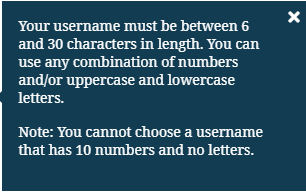 Your username must be between 6
and 30 characters in length. You can
use any combination of numbers
and/or uppercase and lowercase
letters.
Note: You cannot choose a username
that has 10 numbers and no letters.